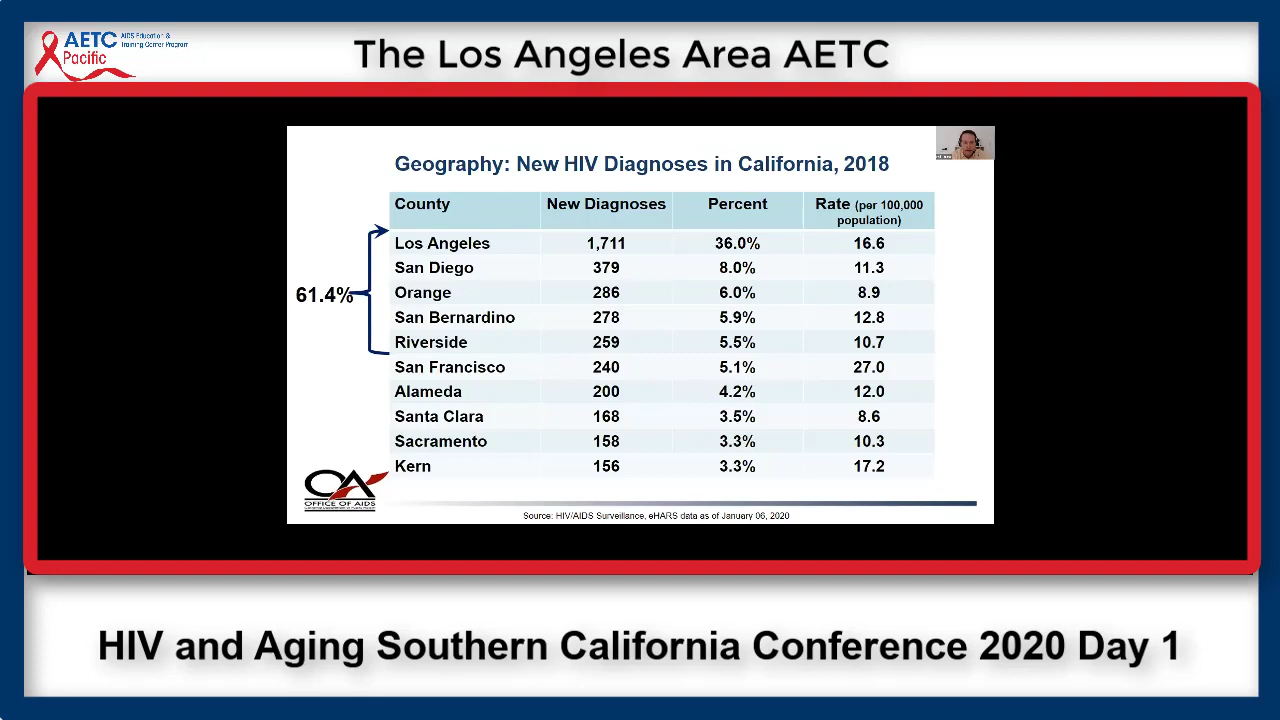 AETC AIDS Education &
Training Center Program
Pacific
The Los Angeles Area AETC
Geography: New HIV Diagnoses in California, 2018
County New Diagnoses Percent Rate (per 100,000
population)
Los Angeles 1,711 36.0% 16.6
San Diego 379 8.0% 11.3
61.4% Orange 286 6.0% 8.9
San Bernardino 278 5.9% 12.8
Riverside 259 5.5% 10.7
San Francisco 240 5.1% 27.0
Alameda 200 4.2% 12.0
Santa Clara 168 3.5% 8.6
Sacramento 158 3.3% 10.3
Kern 156 3.3% 17.2
OA
OFFICE OF AIDS
Source: HIV/AIDS Surveillance, eHARS data as of January 06, 2020
HIV and Aging Southern California Conference 2020 Day 1